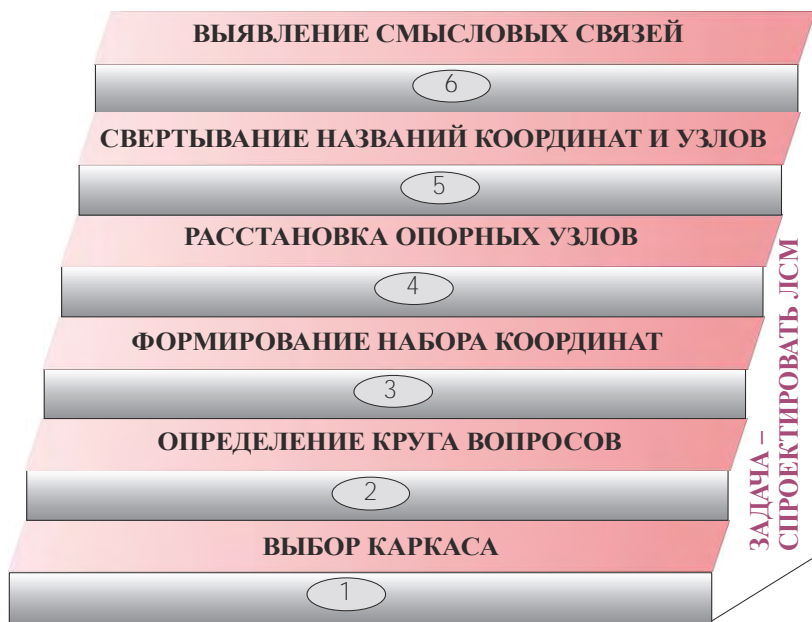 ВЫЯВЛЕНИЕ СМЫСЛОВЫХ СВЯЗЕЙ
6
СВЕРТЫВАНИЕ НАЗВАНИЙ КООРДИНАТ И УЗЛОВ
5
РАССТАНОВКА ОПОРНЫХ УЗЛОВ
4
ФОРМИРОВАНИЕ НАБОРА КООРДИНАТ
3
ОПРЕДЕЛЕНИЕ КРУГА ВОПРОСОВ
2
ВЫБОР КАРКАСА
1
ЗАДАЧА –
СПРОЕКТИРОВАТЬ ЛСМ